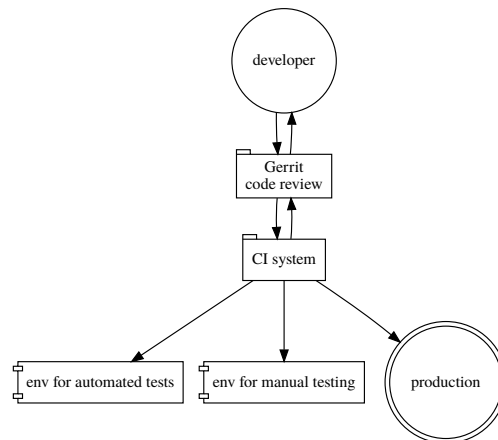 developer
Gerrit
code review
CI system
env for automated tests
env for manual testing
production